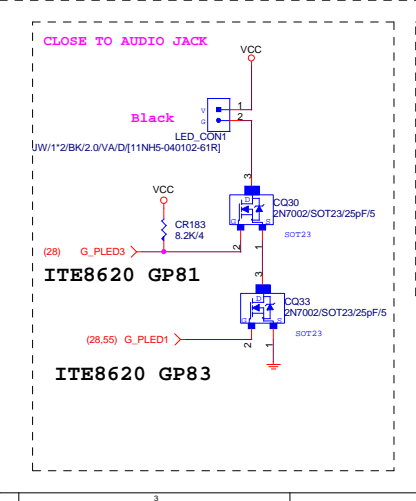 CLOSE TO AUDIO JACK
VCC
V 1
Black G 2
LED_CON1
JW/1*2/BK/2.0/VA/D/[11NH5-040102-61R]
3
VCC
CQ30
D
2N7002/SOT23/25pF/5
G S
CR183
8.2K/4
SOT23
2 1
(28) G_PLED3
ITE8620 GP81
3
D
CQ33
2N7002/SOT23/25pF/5
G S
SOT23
(28,55) G_PLED1
2 1
ITE8620 GP83
3